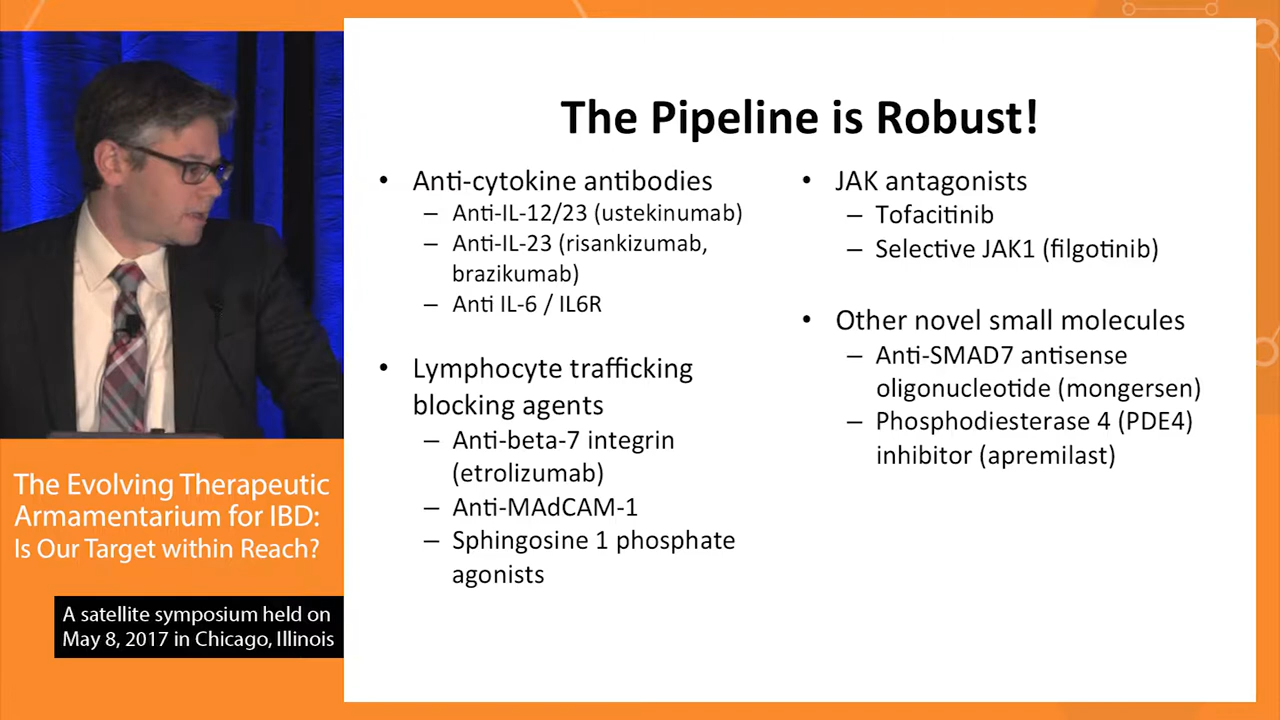 The Pipeline is Robust!
• Anti-cytokine antibodies
– Anti-IL-12/23 (ustekinumab)
– Anti-IL-23 (risankizumab,
brazikumab)
– Anti IL-6 / IL6R
• Lymphocyte trafficking
blocking agents
– Anti-beta-7 integrin
(etrolizumab)
– Anti-MAdCAM-1
– Sphingosine 1 phosphate
agonists
• JAK antagonists
– Tofacitinib
– Selective JAK1 (filgotinib)
• Other novel small molecules
– Anti-SMAD7 antisense
oligonucleotide (mongersen)
– Phosphodiesterase 4 (PDE4)
inhibitor (apremilast)
The Evolving Therapeutic
Armamentarium for IBD:
Is Our Target within Reach?
A satellite symposium held on
May 8, 2017 in Chicago, Illinois